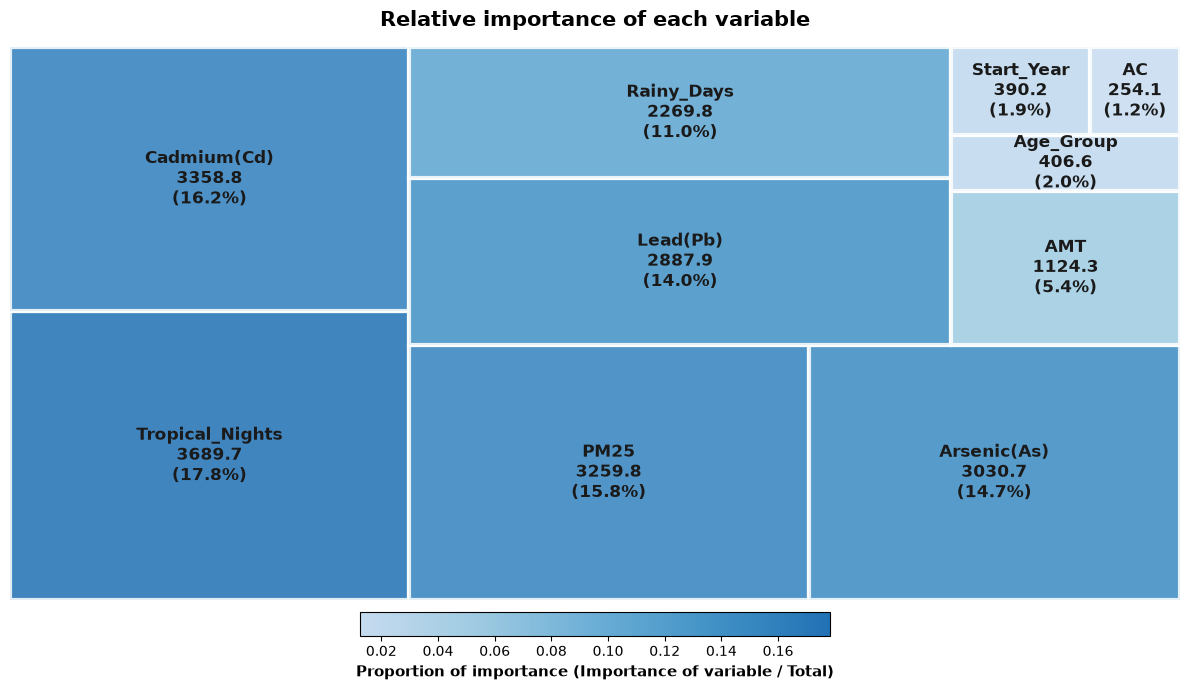 Relative importance of each variable
Cadmium(Cd)
3358.8
(16.2%)
Tropical_Nights
3689.7
(17.8%)
Rainy_Days
2269.8
(11.0%)
Lead(Pb)
2887.9
(14.0%)
PM25
3259.8
(15.8%)
Arsenic(As)
3030.7
(14.7%)
Start_Year
390.2
(1.9%)
AC
254.1
(1.2%)
Age_Group
406.6
(2.0%)
AMT
1124.3
(5.4%)
0.02 0.04 0.06 0.08 0.10 0.12 0.14 0.16
Proportion of importance (Importance of variable / Total)